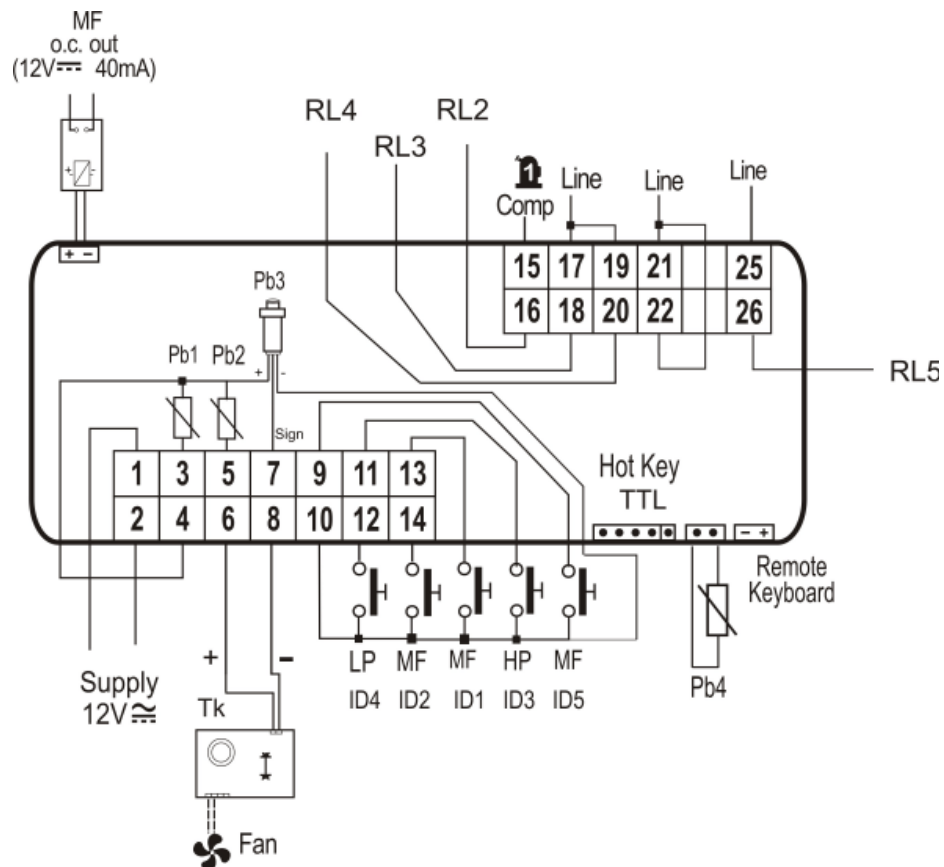 MF
o.c. out
(12V⎓ 40mA)
RL4
RL3
RL2
1
Comp
Line
Line
Line
+ -
15 17 19 21 25
16 18 20 22 26
Pb3
Pb1
Pb2
+ -
Sign
RL5
1 3 5 7 9 11 13
2 4 6 8 10 12 14
Hot Key
TTL
- +
Remote
Keyboard
Pb4
LP MF MF HP MF
ID4 ID2 ID1 ID3 ID5
Supply
12V≂
+ -
Tk
Fan